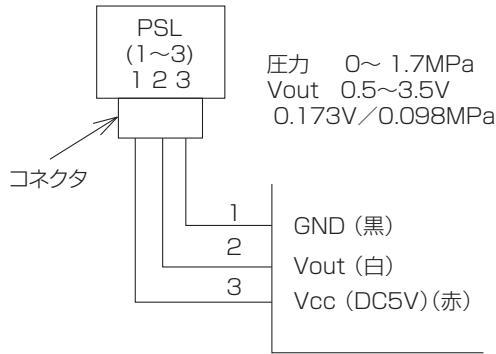 PSL
(1～3)
1 2 3
圧力 0～ 1.7MPa
Vout 0.5～3.5V
0.173V／0.098MPa
コネクタ
1
GND（黒）
2
Vout（白）
3
Vcc（DC5V）（赤）